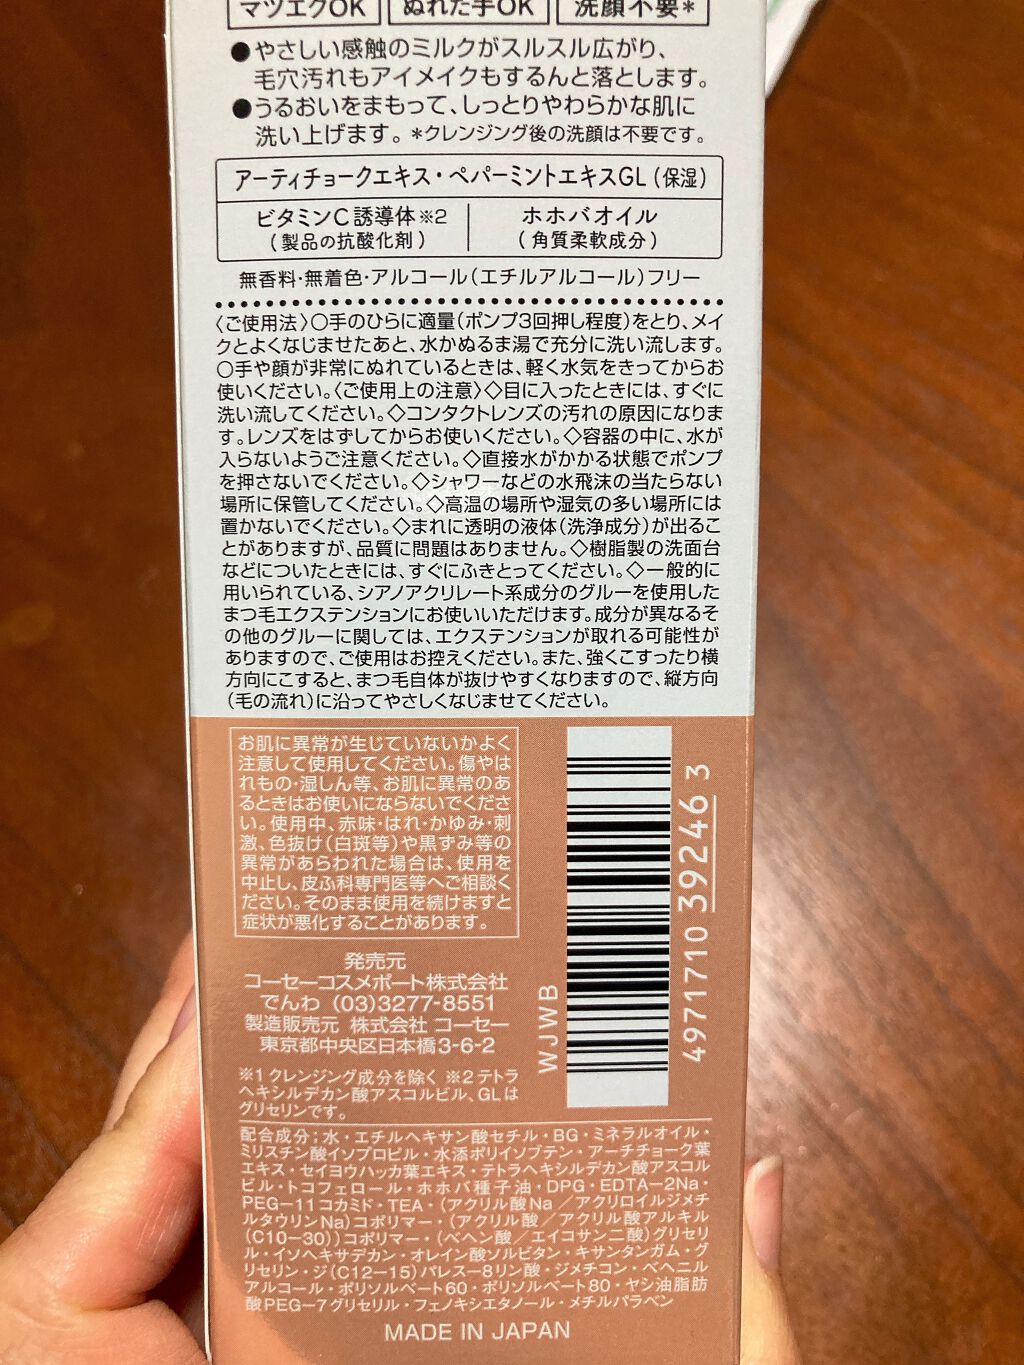 マツエクOK ぬれた手OK 洗顔不要*
●やさしい感触のミルクがスルスル広がり、
毛穴汚れもアイメイクもするんと落とします。
●うるおいをまもって、しっとりやわらかな肌に
洗い上げます。*クレンジング後の洗顔は不要です。
アーティチョークエキス・ペパーミントエキスGL(保湿)
ビタミンC誘導体※2
(製品の抗酸化剤)
ホホバオイル
(角質柔軟成分)
無香料・無着色・アルコール(エチルアルコール)フリー
〈ご使用法〉○手のひらに適量(ポンプ3回押し程度)をとり、メイ
クとよくなじませたあと、水かぬるま湯で充分に洗い流します。
○手や顔が非常にぬれているときは、軽く水気をきってからお
使いください。〈ご使用上の注意〉◇目に入ったときには、すぐに
洗い流してください。◇コンタクトレンズの汚れの原因になりま
す。レンズをはずしてからお使いください。◇容器の中に、水が
入らないようご注意ください。◇直接水がかかる状態でポンプ
を押さないでください。◇シャワーなどの水飛沫の当たらない
場所に保管してください。◇高温の場所や湿気の多い場所には
置かないでください。◇まれに透明の液体(洗浄成分)が出るこ
とがありますが、品質に問題はありません。◇樹脂製の洗面台
などについたときには、すぐにふきとってください。◇一般的に
用いられている、シアノアクリレート系成分のグルーを使用した
まつ毛エクステンションにお使いいただけます。成分が異なるそ
の他のグルーに関しては、エクステンションが取れる可能性が
ありますので、ご使用はお控えください。また、強くこすったり横
方向にこすると、まつ毛自体が抜けやすくなりますので、縦方向
(毛の流れ)に沿ってやさしくなじませてください。
お肌に異常が生じていないかよく
注意して使用してください。傷やは
れもの・湿しん等、お肌に異常のあ
るときはお使いにならないでくださ
い。使用中、赤味・はれ・かゆみ・刺
激、色抜け(白斑等)や黒ずみ等の
異常があらわれた場合は、使用を
中止し、皮ふ科専門医等へご相談く
ださい。そのまま使用を続けますと
症状が悪化することがあります。
発売元
コーセーコスメポート株式会社
でんわ (03)3277-8551
製造販売元 株式会社 コーセー
東京都中央区日本橋3-6-2
WJWB
4971710 392463
※1クレンジング成分を除く ※2テトラ
ヘキシルデカン酸アスコルビル、GLは
グリセリンです。
配合成分;水・エチルヘキサン酸セチル・BG・ミネラルオイル・
ミリスチン酸イソプロピル・水添ポリイソブテン・アーチチョーク葉
エキス・セイヨウハッカ葉エキス・テトラヘキシルデカン酸アスコル
ビル・トコフェロール・ホホバ種子油・DPG・EDTA-2Na・
PEG-11コカミド・TEA・(アクリル酸Na/アクリロイルジメチ
ルタウリンNa)コポリマー・(アクリル酸/アクリル酸アルキル
(C10-30))コポリマー・(ベヘン酸/エイコサン二酸)グリセリ
ル・イソヘキサデカン・オレイン酸ソルビタン・キサンタンガム・グ
リセリン・ジ(C12-15)パレス-8リン酸・ジメチコン・ベヘニル
アルコール・ポリソルベート60・ポリソルベート80・ヤシ油脂肪
酸PEG-7グリセリル・フェノキシエタノール・メチルパラベン
MADE IN JAPAN